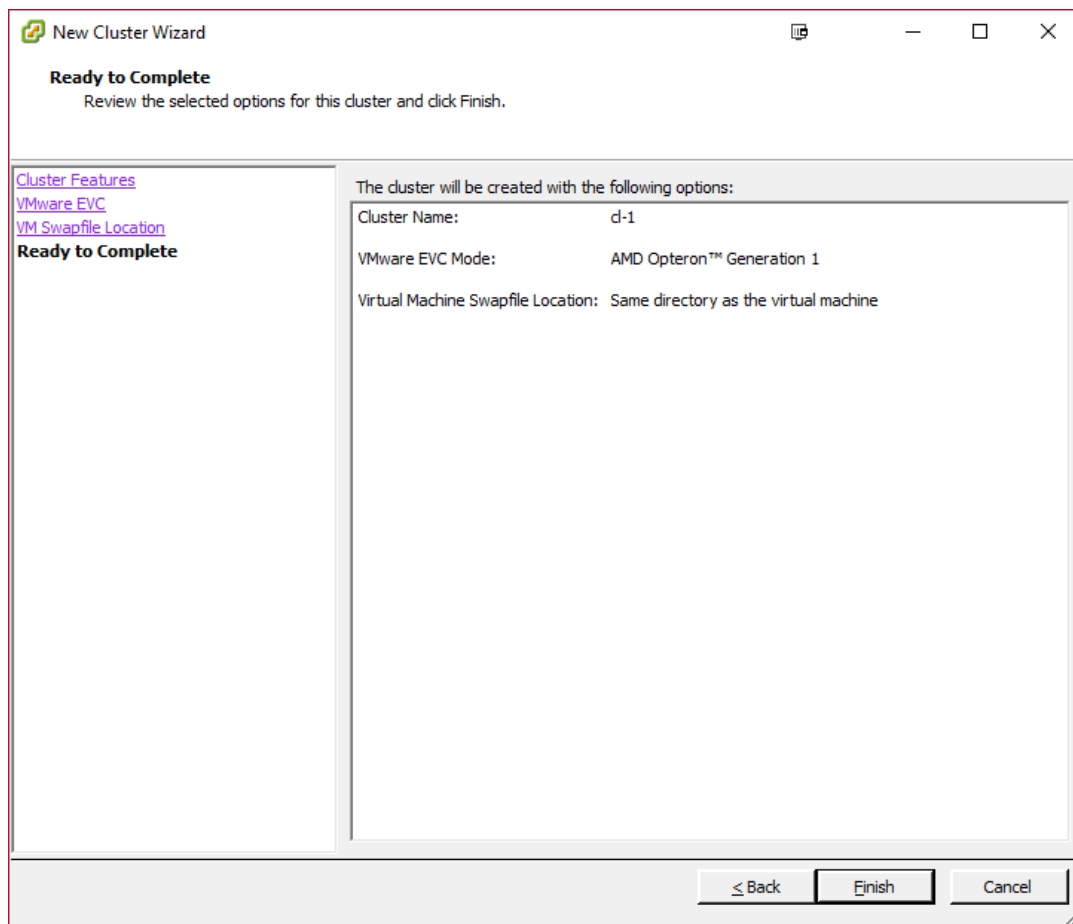 New Cluster Wizard
Ready to Complete
Review the selected options for this cluster and click Finish.
Cluster Features
VMware EVC
VM Swapfile Location
Ready to Complete
The cluster will be created with the following options:
Cluster Name: cl-1
VMware EVC Mode: AMD Opteron™ Generation 1
Virtual Machine Swapfile Location: Same directory as the virtual machine
< Back Finish Cancel